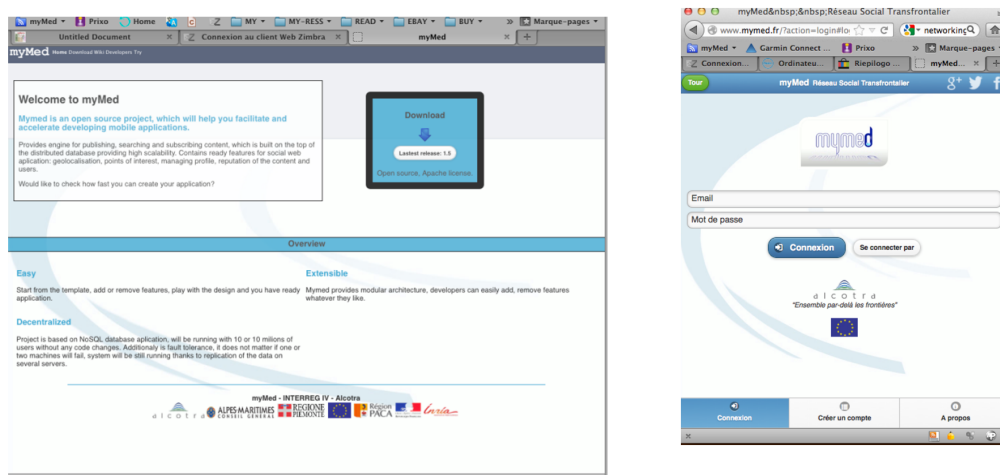 myMed Prixo Home Z MY MY-RESS READ EBAY BUY » Marque-pages
Untitled Document × Z Connexion au client Web Zimbra × myMed × +
myMed Home Download Wiki Developers Try
Welcome to myMed
Mymed is an open source project, which will help you facilitate and
accelerate developing mobile applications.
Provides engine for publishing, searching and subscribing content, which is built on the top of
the distributed database providing high scalability. Contains ready features for social web
aplication: geolocalisation, points of interest, managing profile, reputation of the content and
users.
Would like to check how fast you can create your application?
Download
Lastest release: 1.5
Open source, Apache license.
Overview
Easy
Start from the template, add or remove features, play with the design and you have ready
application.
Extensible
Mymed provides modular architecture, developers can easily add, remove features
whatever they like.
Decentralized
Project is based on NoSQL database aplication, will be running with 10 or 10 milions of
users without any code changes. Additionaly is fault tolerance, it does not matter if one or
two machines will fail, system will be still running thanks to replication of the data on
several servers.
myMed - INTERREG IV - Alcotra
alcotra ALPES-MARITIMES CONSEIL GENERAL REGIONE PIEMONTE Région PACA Inria
myMed&nbsp;&nbsp;Réseau Social Transfrontalier
www.mymed.fr/?action=login#lo networking
myMed Garmin Connect ... Prixo » Marque-pages
Z Connexion... Ordinateu... Riepilogo ... myMed... × +
Tour myMed Réseau Social Transfrontalier g+ f
mymed
Email
Mot de passe
Connexion Se connecter par
alcotra
"Ensemble par-delà les frontières"
Connexion Créer un compte A propos
×